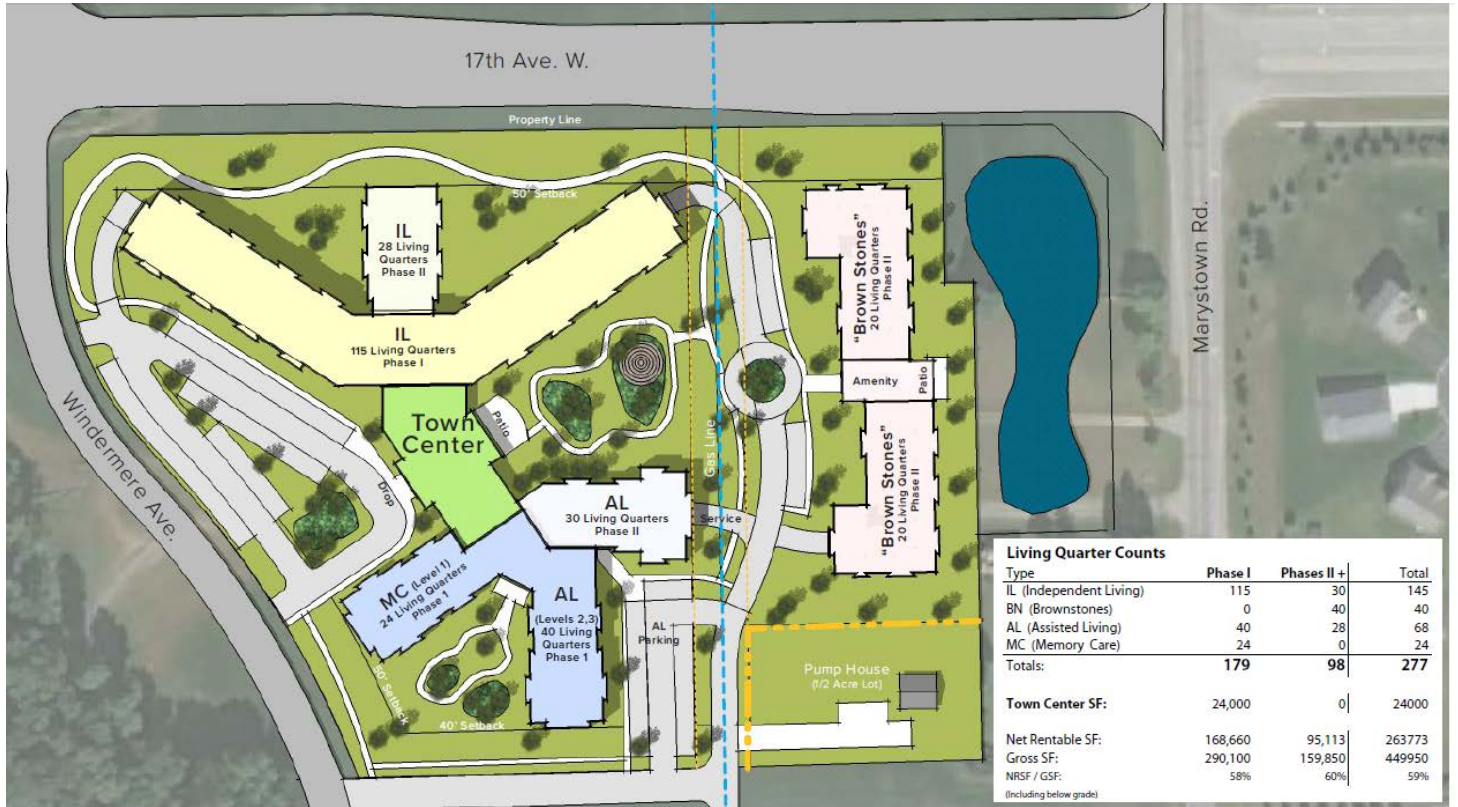 17th Ave. W.
Property Line
50' Setback
IL
28 Living
Quarters
Phase II
IL
115 Living Quarters
Phase I
Town
Center
Patio
Drop
Windermere Ave.
Marystown Rd.
"Brown Stones"
20 Living Quarters
Phase II
Amenity
Patio
"Brown Stones"
20 Living Quarters
Phase II
Gas Line
AL
30 Living Quarters
Phase II
Service
MC (Level 1)
24 Living Quarters
Phase 1
AL
(Levels 2,3)
40 Living
Quarters
Phase 1
AL
Parking
50' Setback
40' Setback
Pump House
(1/2 Acre Lot)
Living Quarter Counts
Type Phase I Phases II + Total
IL (Independent Living) 115 30 145
BN (Brownstones) 0 40 40
AL (Assisted Living) 40 28 68
MC (Memory Care) 24 0 24
Totals: 179 98 277
Town Center SF: 24,000 0 24000
Net Rentable SF: 168,660 95,113 263773
Gross SF: 290,100 159,850 449950
NRSF / GSF: 58% 60% 59%
(Including below grade)